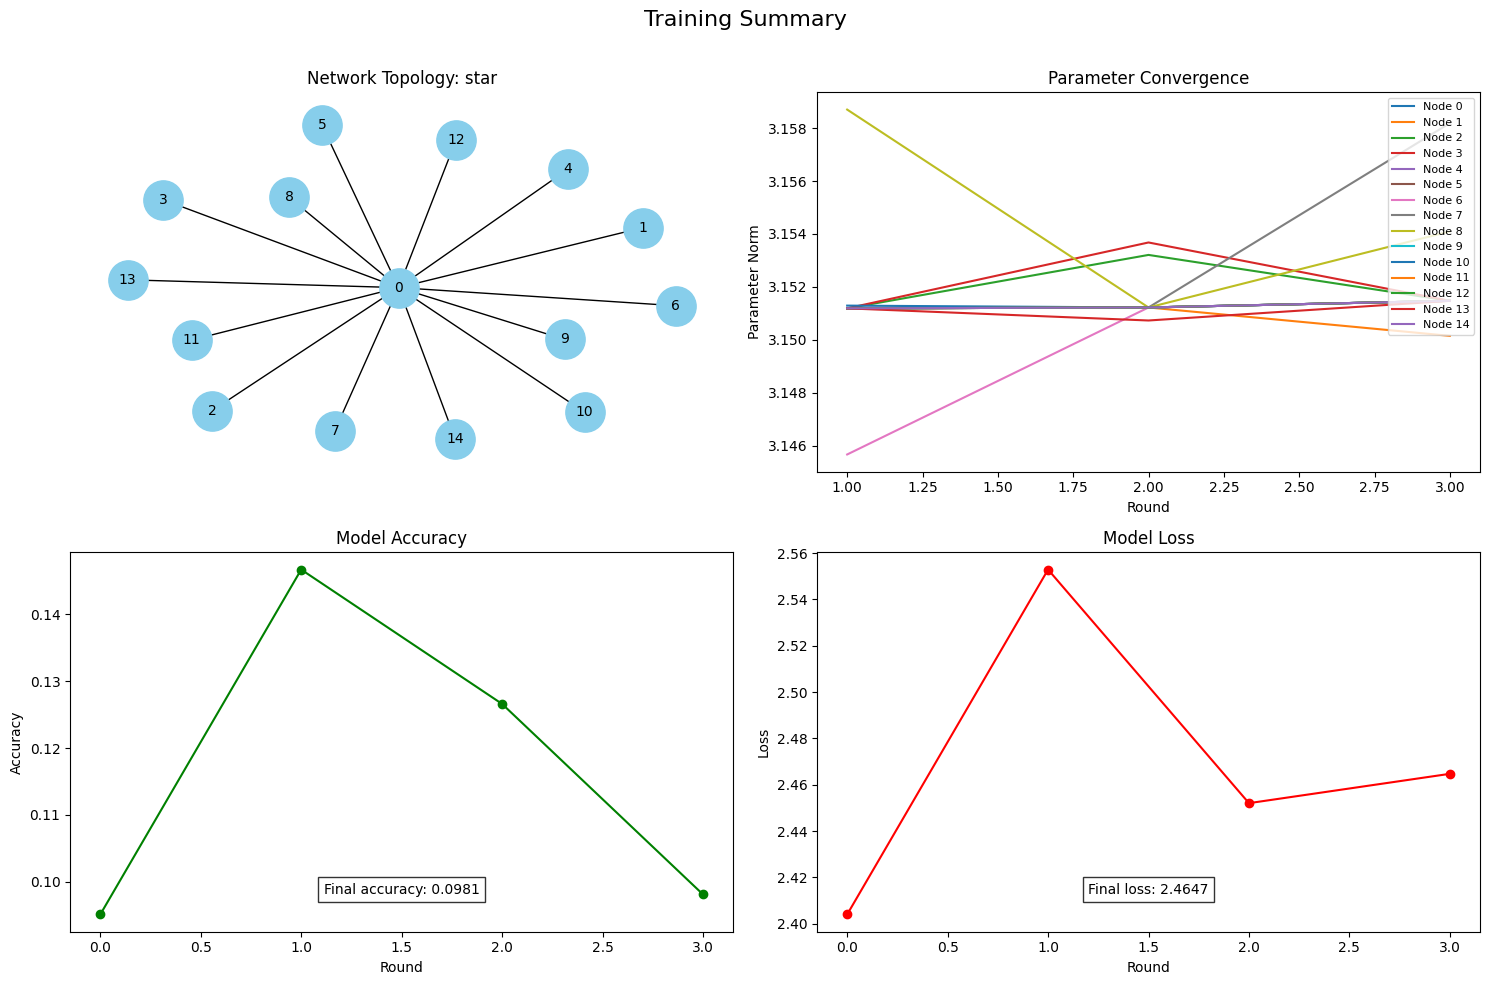 Training Summary
Network Topology: star
5
12
4
3
8
1
13
0
6
11
9
2
7
14
10
Parameter Convergence
Parameter Norm
3.158
3.156
3.154
3.152
3.150
3.148
3.146
Node 0
Node 1
Node 2
Node 3
Node 4
Node 5
Node 6
Node 7
Node 8
Node 9
Node 10
Node 11
Node 12
Node 13
Node 14
1.00 1.25 1.50 1.75 2.00 2.25 2.50 2.75 3.00
Round
Model Accuracy
Accuracy
0.14
0.13
0.12
0.11
0.10
Final accuracy: 0.0981
0.0 0.5 1.0 1.5 2.0 2.5 3.0
Round
Model Loss
Loss
2.56
2.54
2.52
2.50
2.48
2.46
2.44
2.42
2.40
Final loss: 2.4647
0.0 0.5 1.0 1.5 2.0 2.5 3.0
Round